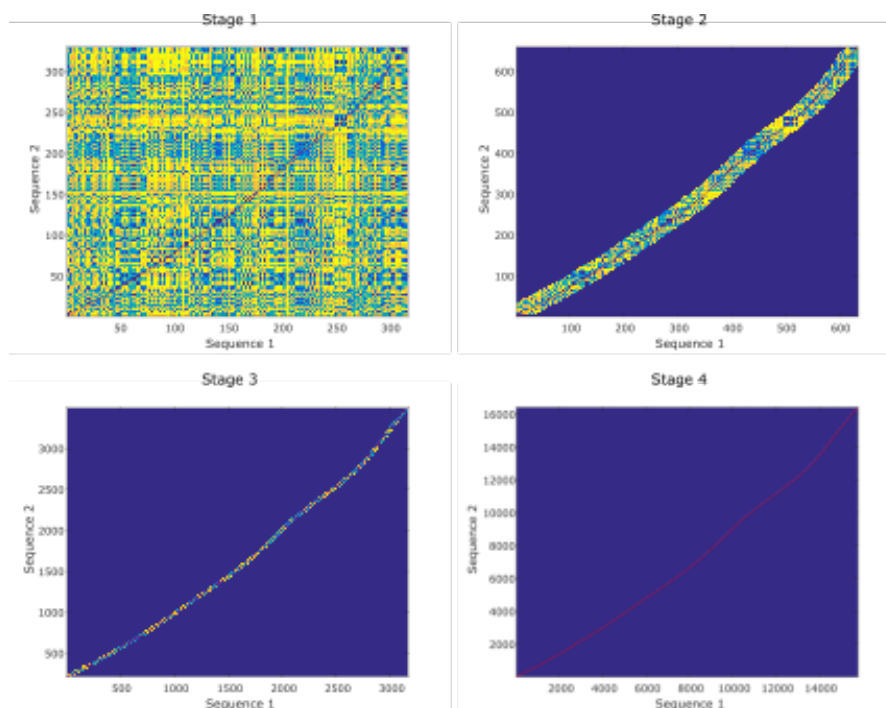 Stage 1
300
250
200
150
100
50
Sequence 2
50 100 150 200 250 300
Sequence 1
Stage 2
600
500
400
300
200
100
Sequence 2
100 200 300 400 500 600
Sequence 1
Stage 3
3000
2500
2000
1500
1000
500
Sequence 2
500 1000 1500 2000 2500 3000
Sequence 1
Stage 4
16000
14000
12000
10000
8000
6000
4000
2000
Sequence 2
2000 4000 6000 8000 10000 12000 14000
Sequence 1